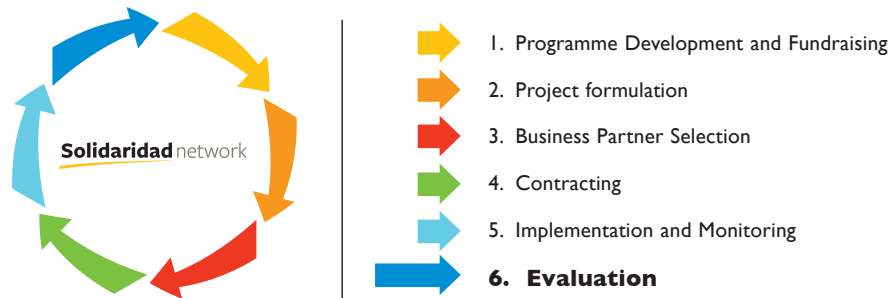 Solidaridad network
1. Programme Development and Fundraising
2. Project formulation
3. Business Partner Selection
4. Contracting
5. Implementation and Monitoring
6. Evaluation